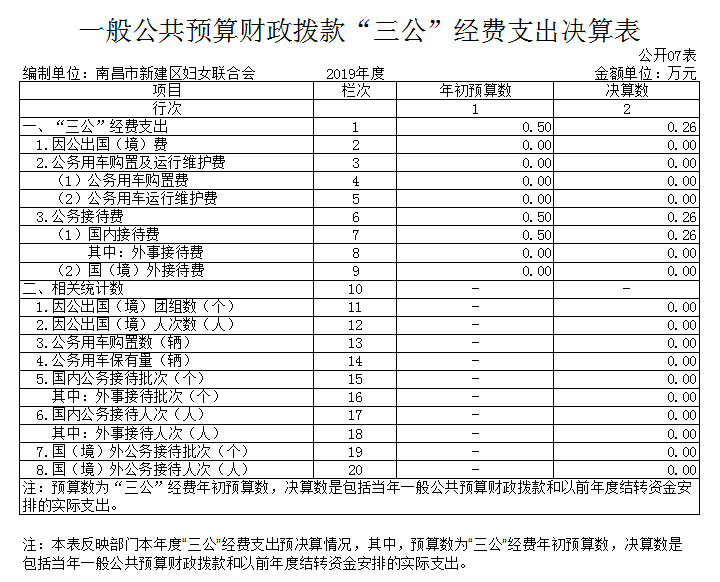 一般公共预算财政拨款“三公”经费支出决算表
公开07表
编制单位：南昌市新建区妇女联合会 2019年度 金额单位：万元
项目 栏次 年初预算数 决算数
行次 1 2
一、“三公”经费支出 1 0.50 0.26
1.因公出国（境）费 2 0.00 0.00
2.公务用车购置及运行维护费 3 0.00 0.00
（1）公务用车购置费 4 0.00 0.00
（2）公务用车运行维护费 5 0.00 0.00
3.公务接待费 6 0.50 0.26
（1）国内接待费 7 0.50 0.26
其中：外事接待费 8 0.00 0.00
（2）国（境）外接待费 9 0.00 0.00
二、相关统计数 10 — —
1.因公出国（境）团组数（个） 11 — 0.00
2.因公出国（境）人次数（人） 12 — 0.00
3.公务用车购置数（辆） 13 — 0.00
4.公务用车保有量（辆） 14 — 0.00
5.国内公务接待批次（个） 15 — 0.00
其中：外事接待批次（个） 16 — 0.00
6.国内公务接待人次（人） 17 — 0.00
其中：外事接待人次（人） 18 — 0.00
7.国（境）外公务接待批次（个） 19 — 0.00
8.国（境）外公务接待人次（人） 20 — 0.00
注：预算数为“三公”经费年初预算数，决算数是包括当年一般公共预算财政拨款和以前年度结转资金安
排的实际支出。
注：本表反映部门本年度“三公”经费支出预决算情况，其中，预算数为“三公”经费年初预算数，决算数是
包括当年一般公共预算财政拨款和以前年度结转资金安排的实际支出。